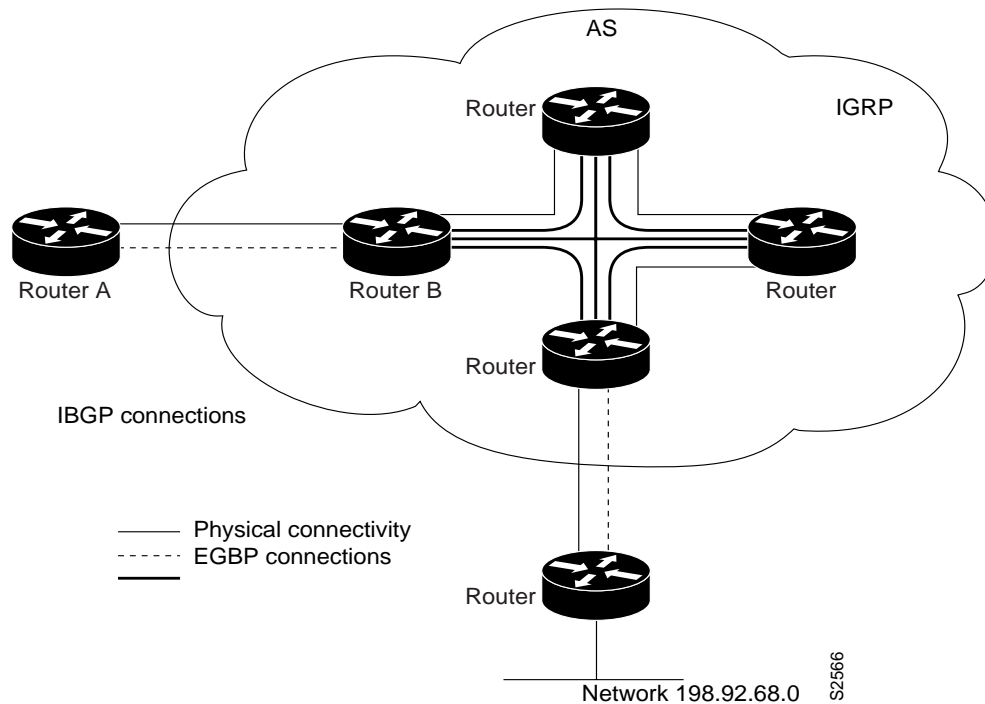 AS
Router
IGRP
Router A
Router B
Router
Router
IBGP connections
Physical connectivity
EGBP connections
Router
Network 198.92.68.0
S2566